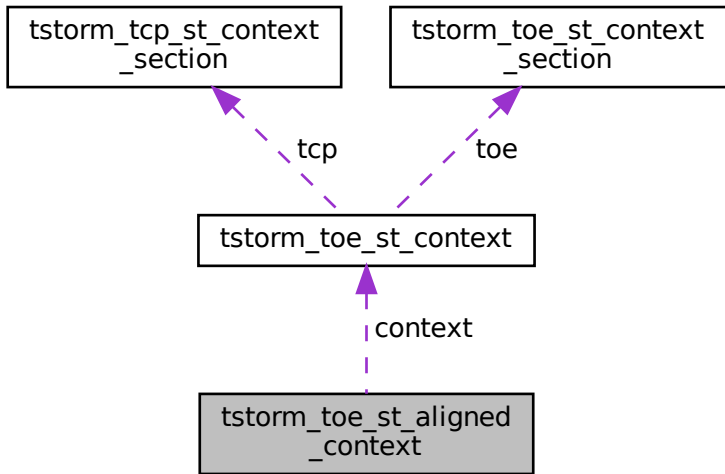 tstorm_tcp_st_context
_section
tstorm_toe_st_context
_section
tcp
toe
tstorm_toe_st_context
context
tstorm_toe_st_aligned
_context